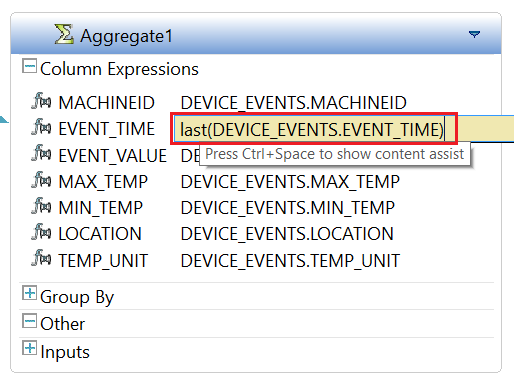 Aggregate1
Column Expressions
MACHINEID DEVICE_EVENTS.MACHINEID
EVENT_TIME last(DEVICE_EVENTS.EVENT_TIME)
EVENT_VALUE
Press Ctrl+Space to show content assist
MAX_TEMP DEVICE_EVENTS.MAX_TEMP
MIN_TEMP DEVICE_EVENTS.MIN_TEMP
LOCATION DEVICE_EVENTS.LOCATION
TEMP_UNIT DEVICE_EVENTS.TEMP_UNIT
Group By
Other
Inputs